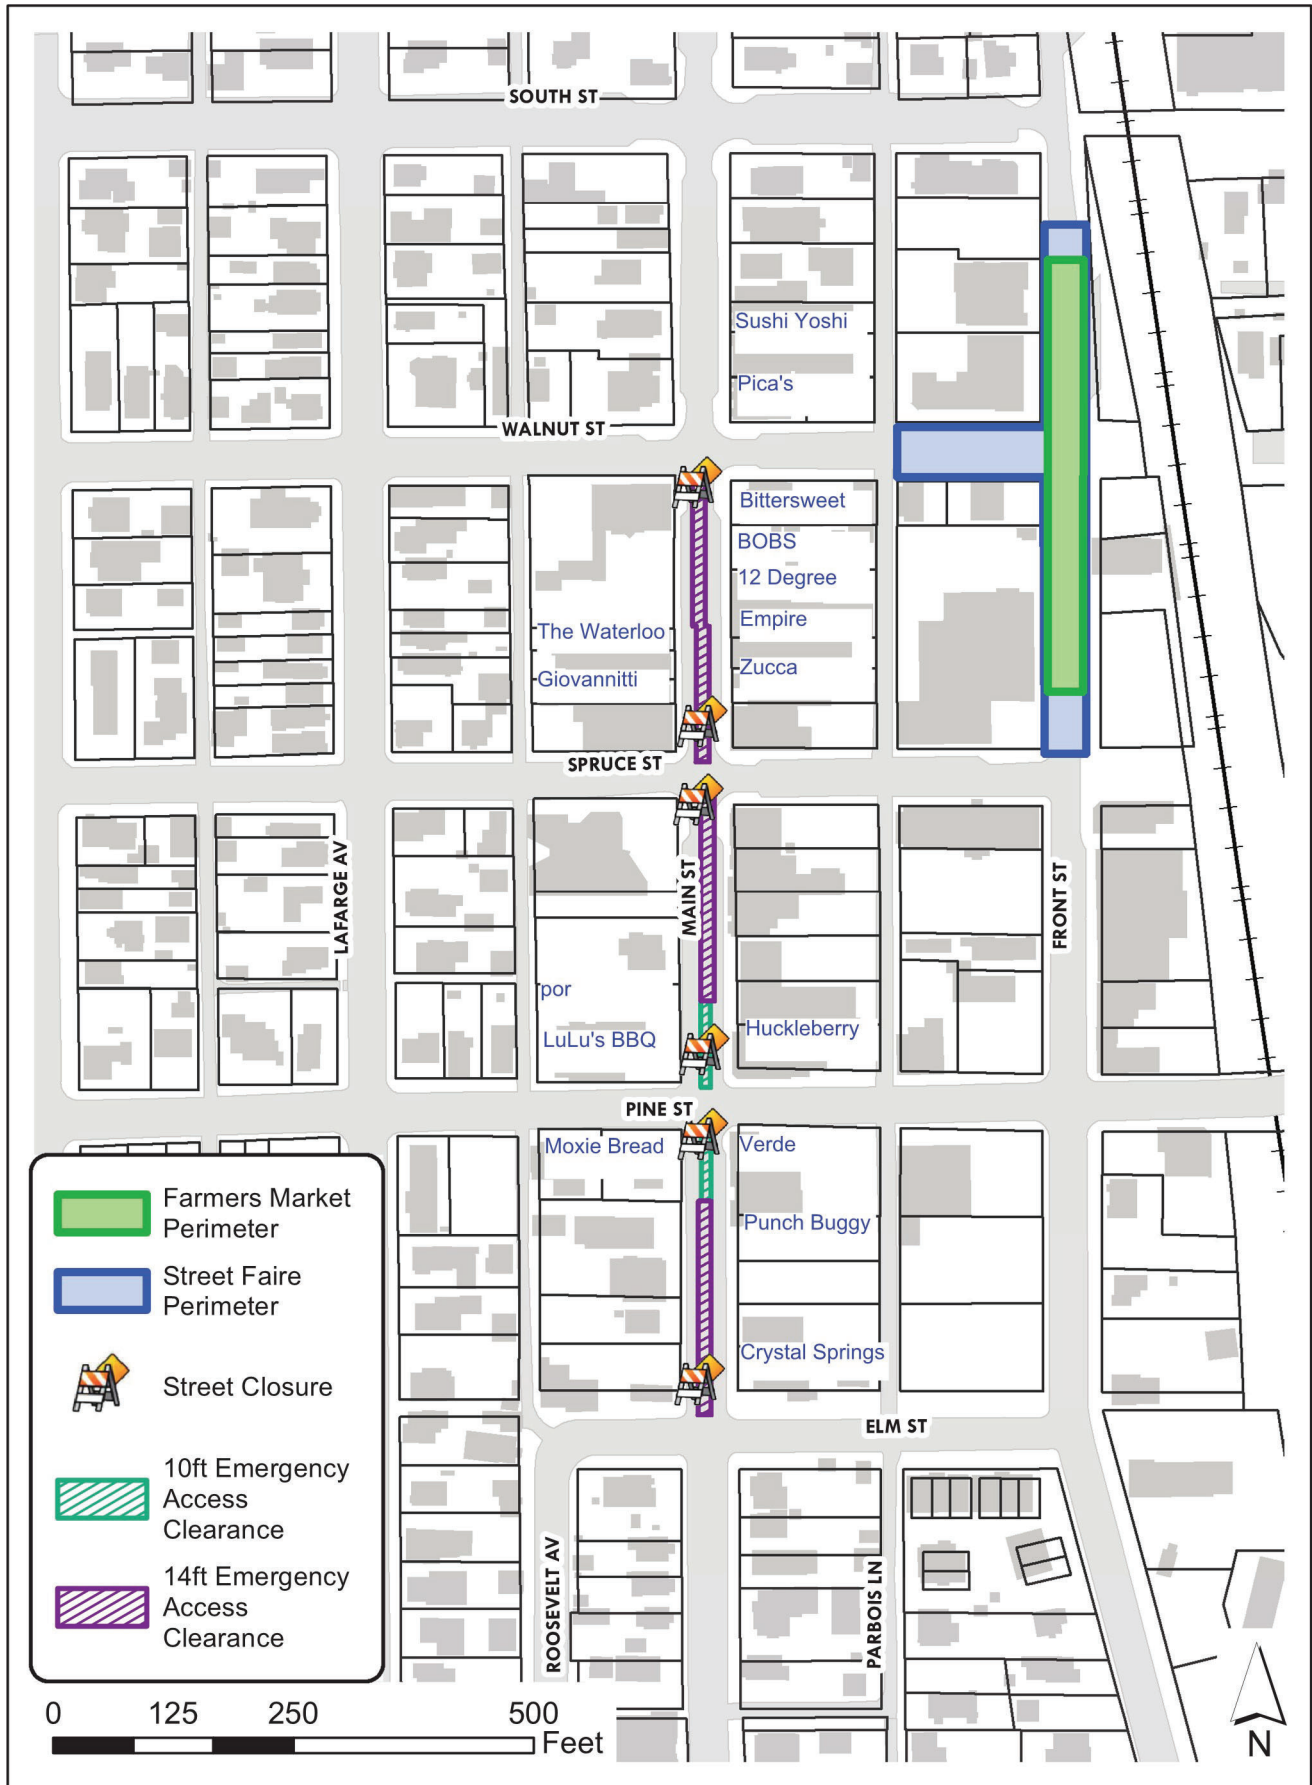 SOUTH ST
Sushi Yoshi
Pica's
WALNUT ST
Bittersweet
BOBS
12 Degree
Empire
The Waterloo
Zucca
Giovannitti
SPRUCE ST
LAFARGE AV
MAIN ST
FRONT ST
por
LuLu's BBQ
Huckleberry
PINE ST
Moxie Bread
Verde
Punch Buggy
Crystal Springs
ELM ST
ROOSEVELT AV
PARBOIS LN
Farmers Market
Perimeter
Street Faire
Perimeter
Street Closure
10ft Emergency
Access
Clearance
14ft Emergency
Access
Clearance
0 125 250 500
Feet
N